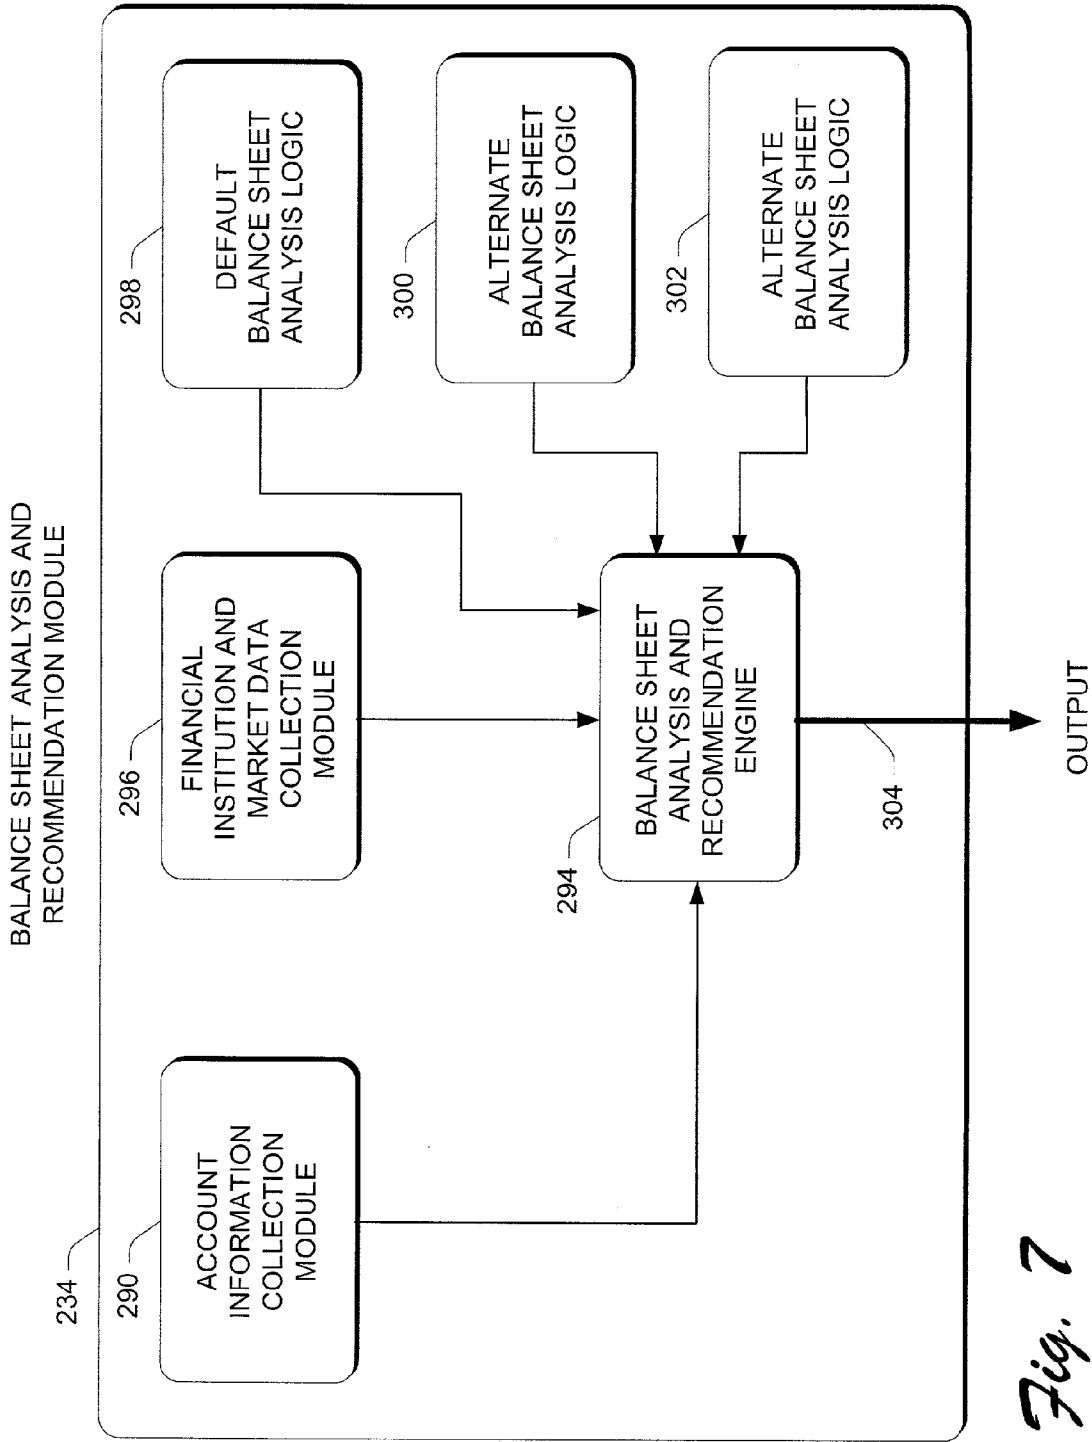 BALANCE SHEET ANALYSIS AND
RECOMMENDATION MODULE
234
290
ACCOUNT
INFORMATION
COLLECTION
MODULE
296
FINANCIAL
INSTITUTION AND
MARKET DATA
COLLECTION
MODULE
298
DEFAULT
BALANCE SHEET
ANALYSIS LOGIC
300
ALTERNATE
BALANCE SHEET
ANALYSIS LOGIC
302
ALTERNATE
BALANCE SHEET
ANALYSIS LOGIC
294
BALANCE SHEET
ANALYSIS AND
RECOMMENDATION
ENGINE
304
OUTPUT
Fig. 7